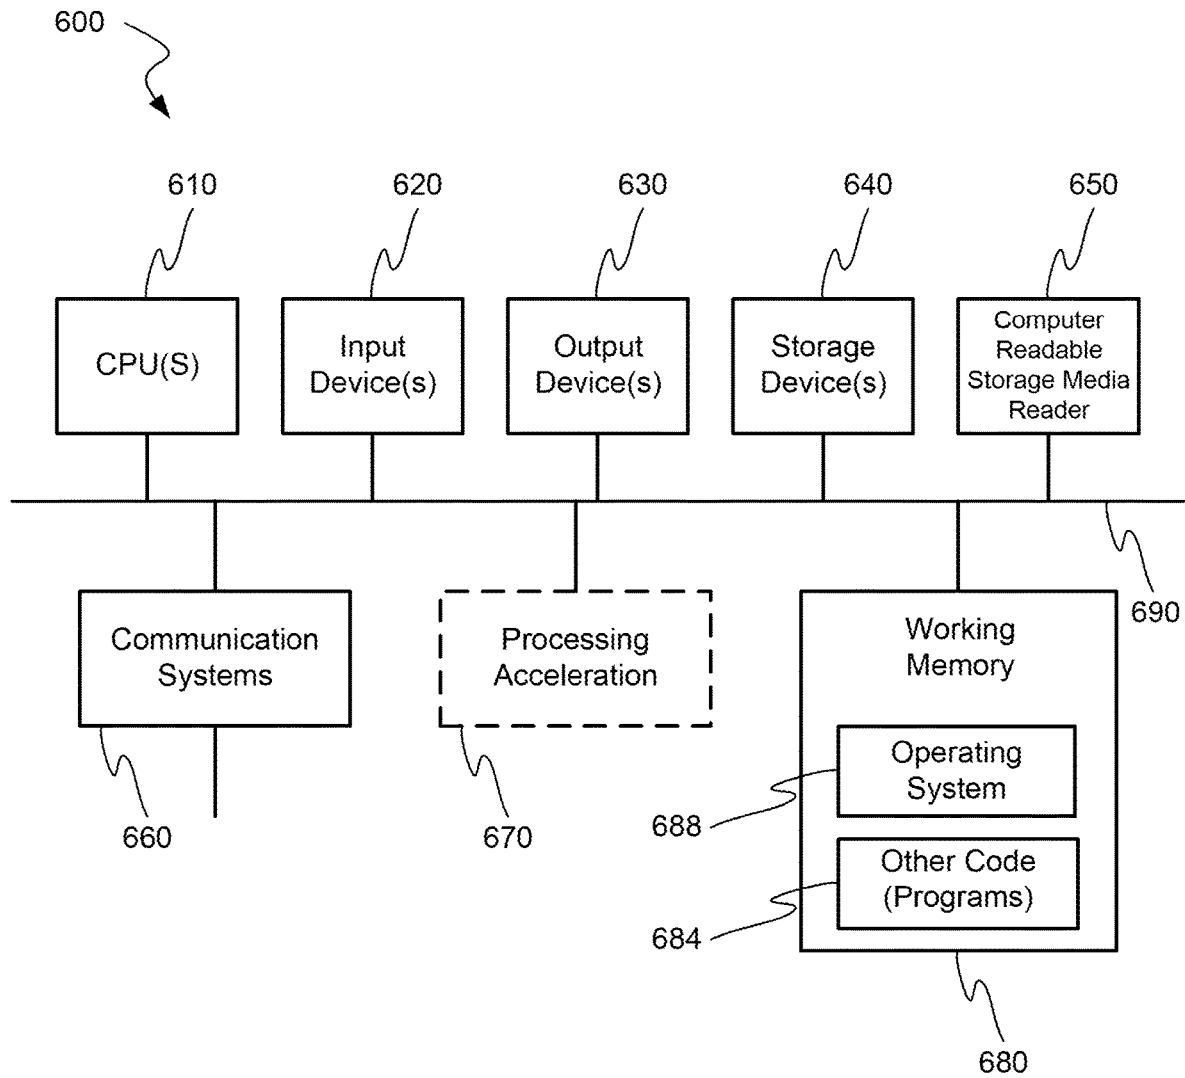 600
610
620
630
640
650
CPU(S)
Input
Device(s)
Output
Device(s)
Storage
Device(s)
Computer
Readable
Storage Media
Reader
690
Communication
Systems
Processing
Acceleration
Working
Memory
Operating
System
Other Code
(Programs)
660
670
688
684
680